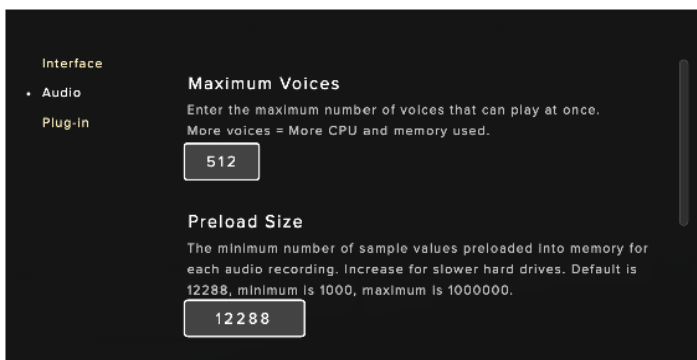 Interface
Audio
Plug-in
Maximum Voices
Enter the maximum number of voices that can play at once.
More voices = More CPU and memory used.
512
Preload Size
The minimum number of sample values preloaded into memory for
each audio recording. Increase for slower hard drives. Default is
12288, minimum is 1000, maximum is 1000000.
12288